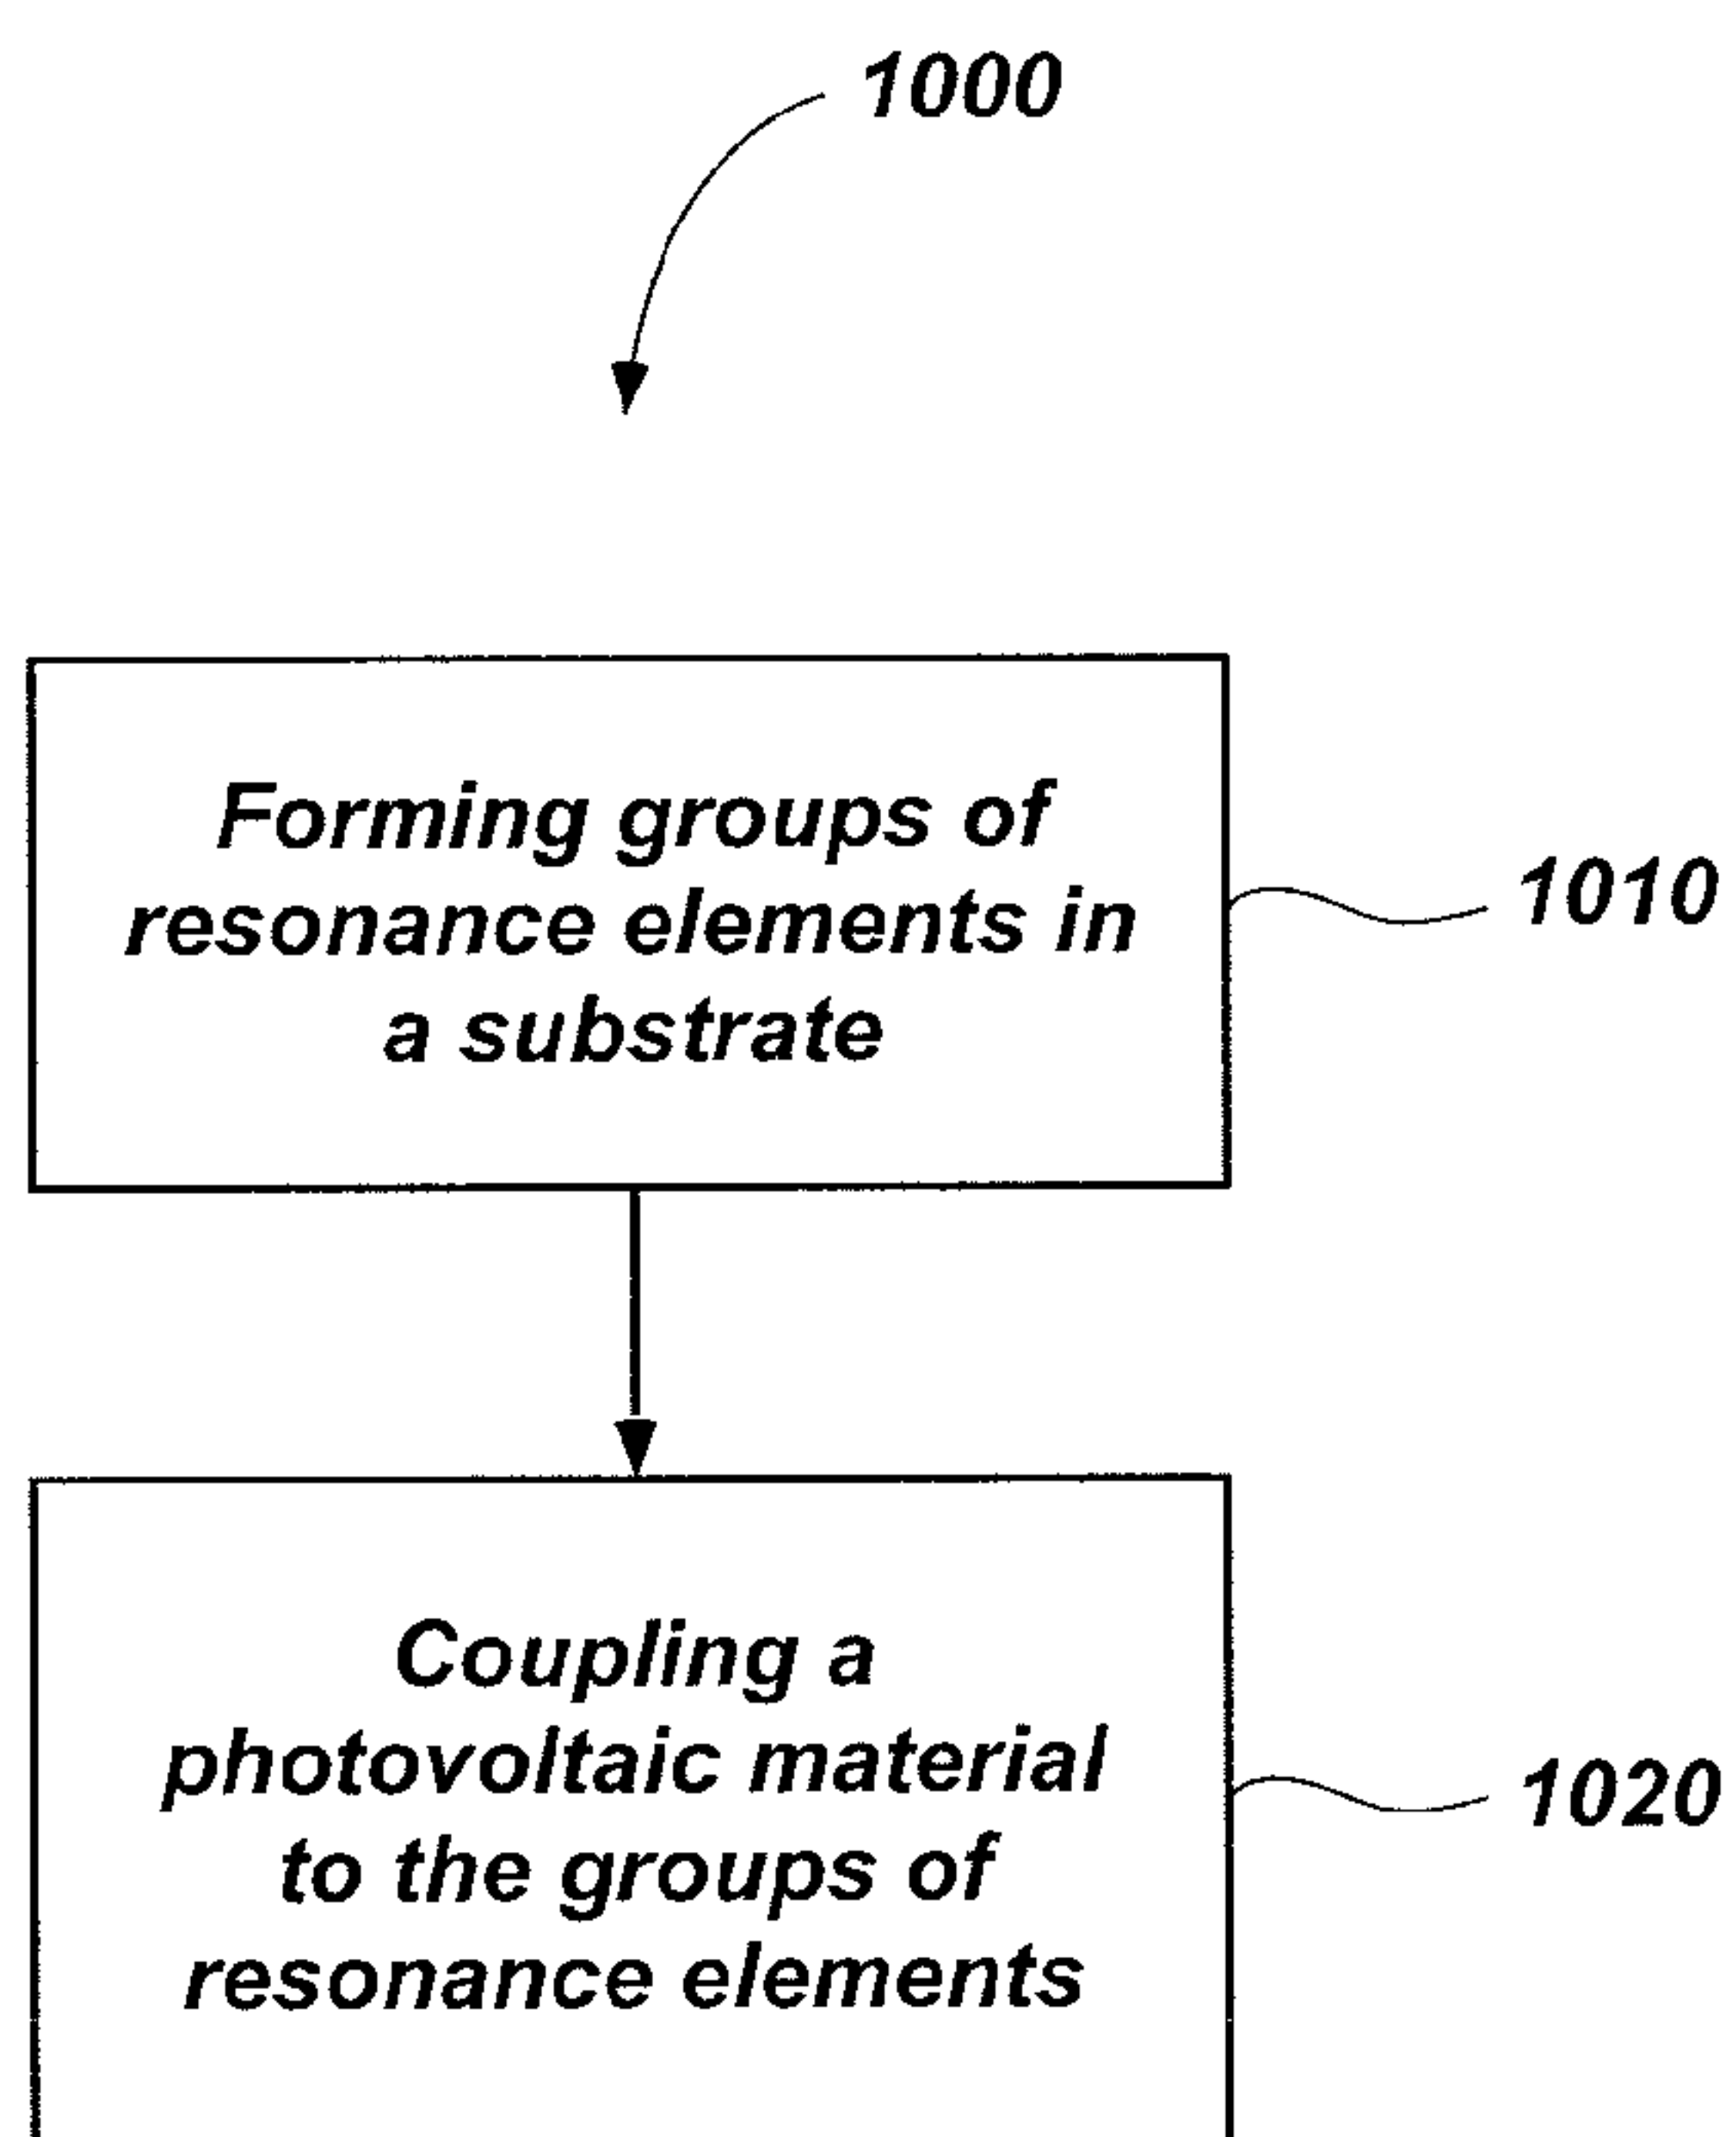 1000
Forming groups of
resonance elements in
a substrate
1010
Coupling a
photovoltaic material
to the groups of
resonance elements
1020